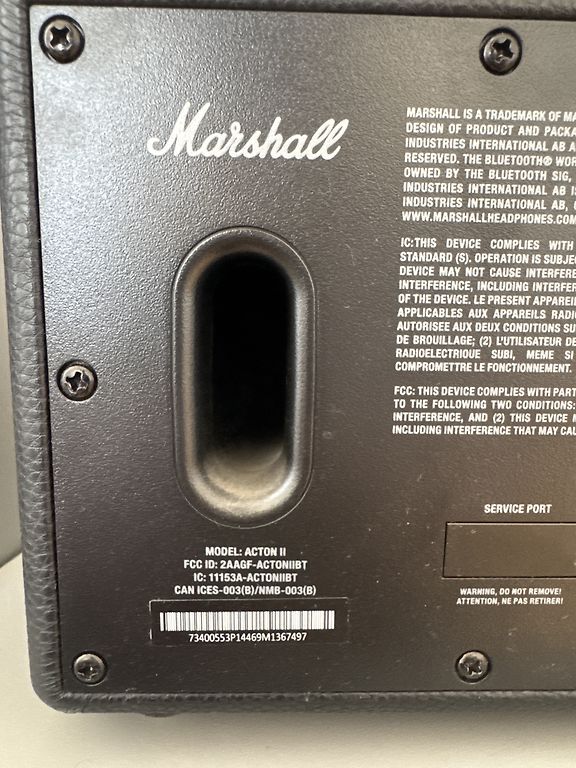 Marshall
MARSHALL IS A TRADEMARK OF
DESIGN OF PRODUCT AND
INDUSTRIES INTERNATIONAL AB
RESERVED. THE BLUETOOTH®
OWNED BY THE BLUETOOTH SIG,
INDUSTRIES INTERNATIONAL AB
INDUSTRIES INTERNATIONAL AB,
WWW.MARSHALLHEADPHONES.COM
IC:THIS DEVICE COMPLIES WITH
STANDARD (S). OPERATION IS
DEVICE MAY NOT CAUSE
INTERFERENCE, INCLUDING
OF THE DEVICE. LE PRESENT APPAREIL
APPLICABLES AUX APPAREILS
AUTORISEE AUX DEUX CONDITIONS
DE BROUILLAGE; (2) L'UTILISATEUR DE
RADIOELECTRIQUE SUBI, MEME SI
COMPROMETTRE LE FONCTIONNEMENT.
FCC: THIS DEVICE COMPLIES WITH PART
TO THE FOLLOWING TWO CONDITIONS:
INTERFERENCE, AND (2) THIS DEVICE
INCLUDING INTERFERENCE THAT MAY
SERVICE PORT
WARNING, DO NOT REMOVE!
ATTENTION, NE PAS RETIRER!
MODEL: ACTON II
FCC ID: 2AAGF-ACTONIIBT
IC: 11153A-ACTONIIBT
CAN ICES-003(B)/NMB-003(B)
73400553P14469M1367497